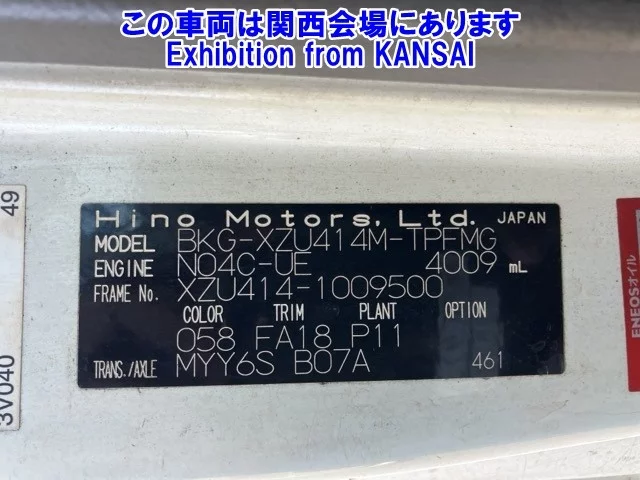 この車両は関西会場にあります
Exhibition from KANSAI
Hino Motors, Ltd. JAPAN
MODEL BKG-XZU414M-TPFMG
ENGINE N04C-UE 4009 mL
FRAME No. XZU414-1009500
COLOR TRIM PLANT OPTION
058 FA18 P11
TRANS./AXLE MYY6S B07A 461
49
3V040
ENEOSオイル